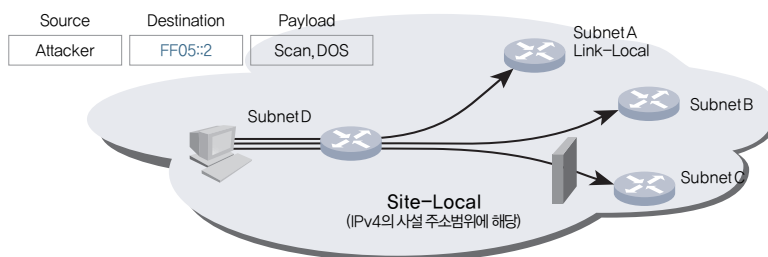 Source Destination Payload
Attacker FF05::2 Scan, DOS
Subnet A
Link-Local
Subnet B
Subnet D
Subnet C
Site-Local
(IPv4의 사설 주소범위에 해당)